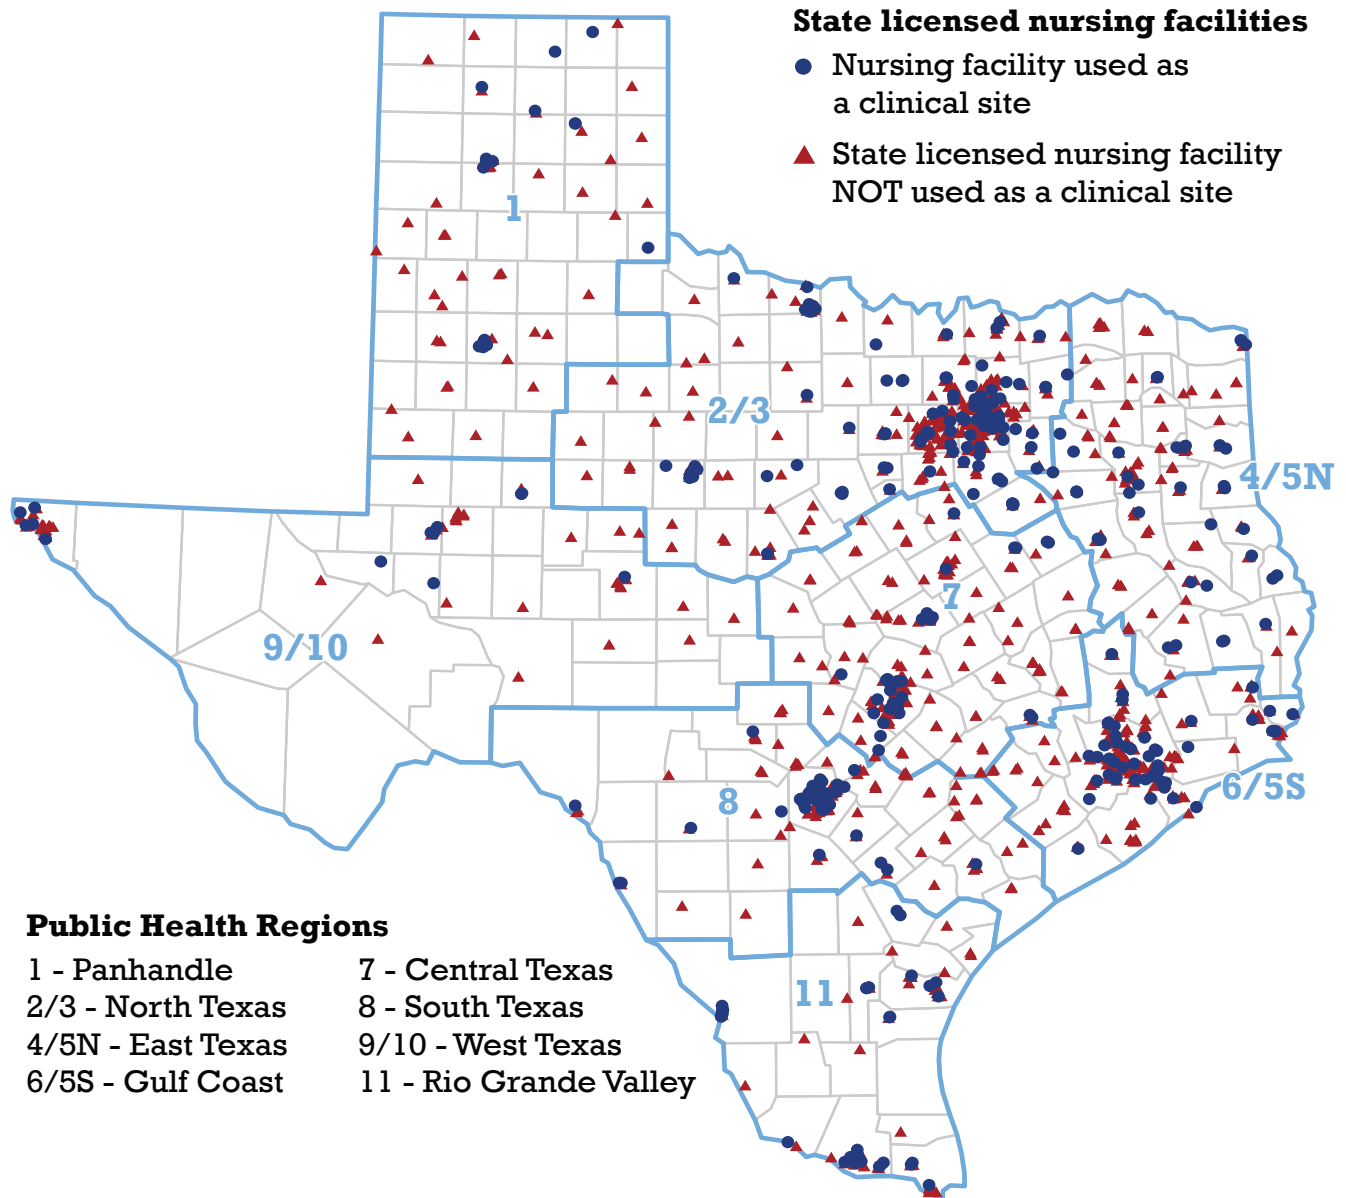 State licensed nursing facilities
Nursing facility used as
a clinical site
State licensed nursing facility
NOT used as a clinical site
1
2/3
4/5N
7
9/10
6/5S
8
11
Public Health Regions
1 - Panhandle
2/3 - North Texas
4/5N - East Texas
6/5S - Gulf Coast
7 - Central Texas
8 - South Texas
9/10 - West Texas
11 - Rio Grande Valley